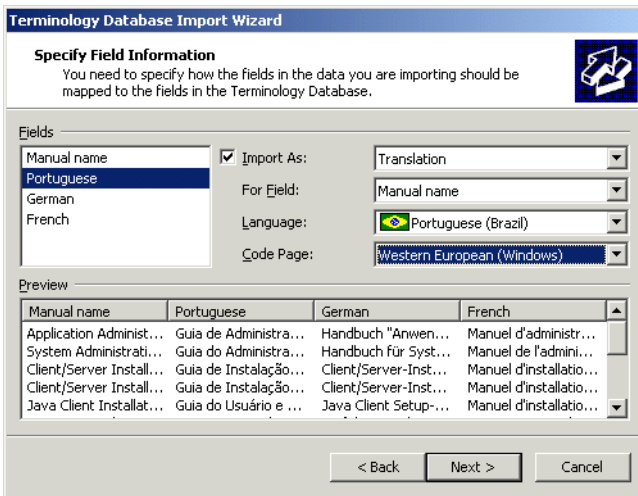 Terminology Database Import Wizard
Specify Field Information
You need to specify how the fields in the data you are importing should be
mapped to the fields in the Terminology Database.
Fields
Manual name
Portuguese
German
French
Import As: Translation
For Field: Manual name
Language: Portuguese (Brazil)
Code Page: Western European (Windows)
Preview
Manual name Portuguese German French
Application Administ... Guia de Administra... Handbuch "Anwen... Manuel d'administr...
System Administrati... Guia do Administra... Handbuch für Syst... Manuel de l'admini...
Client/Server Install... Guia de Instalação... Client/Server-Inst... Manuel d'installatio...
Client/Server Install... Guia de Instalação... Client/Server-Inst... Manuel d'installatio...
Java Client Installat... Guia do Usuário e ... Java Client Setup-... Manuel d'installatio...
< Back Next > Cancel